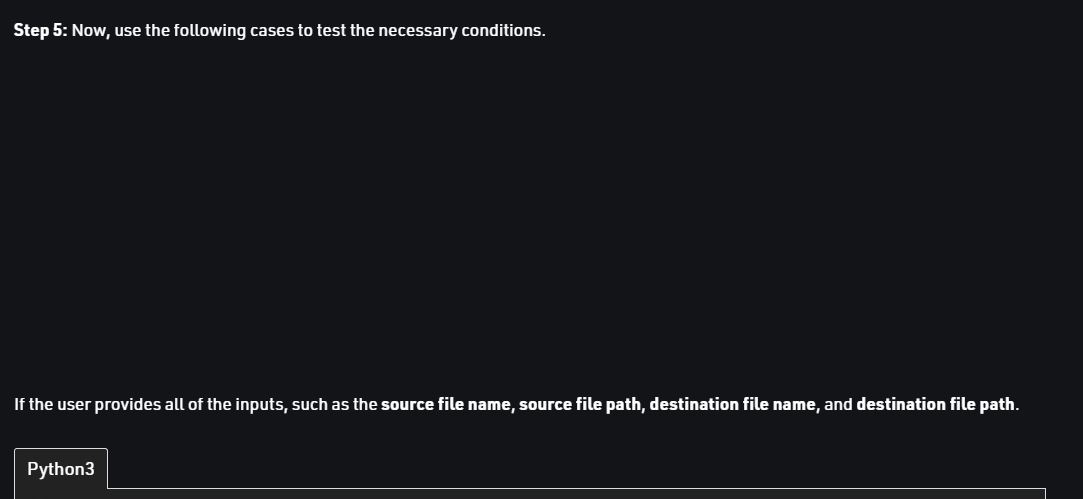 Step 5: Now, use the following cases to test the necessary conditions.
If the user provides all of the inputs, such as the source file name, source file path, destination file name, and destination file path.
Python3